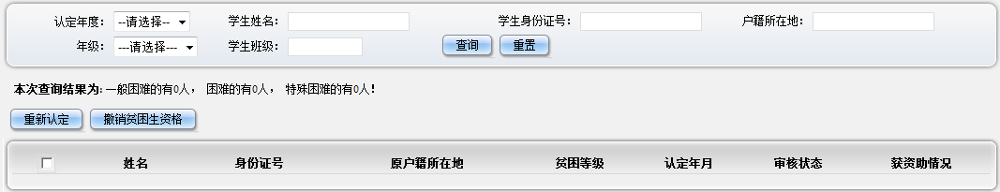 认定年度: --请选择-- 学生姓名: 学生身份证号: 户籍所在地:
年级: ---请选择--- 学生班级: 查询 重置
本次查询结果为: 一般困难的有0人, 困难的有0人, 特殊困难的有0人!
重新认定 撤销贫困生资格
姓名 身份证号 原户籍所在地 贫困等级 认定年月 审核状态 获资助情况